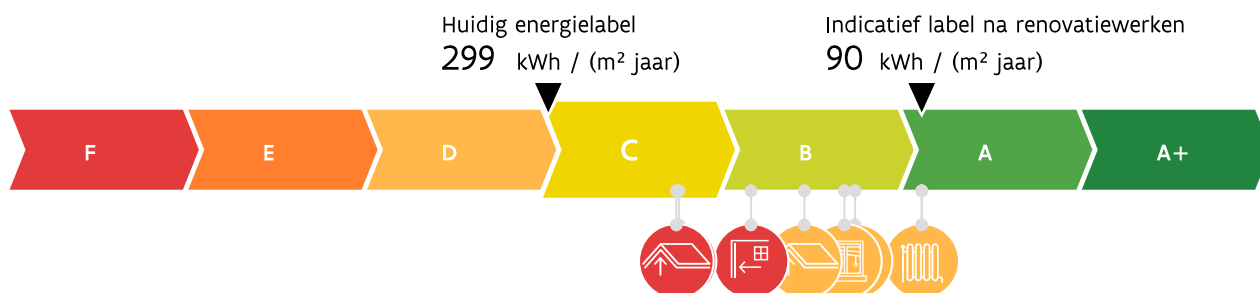 Huidig energielabel
299 kWh / (m² jaar)
Indicatief label na renovatiewerken
90 kWh / (m² jaar)
F E D C B A A+